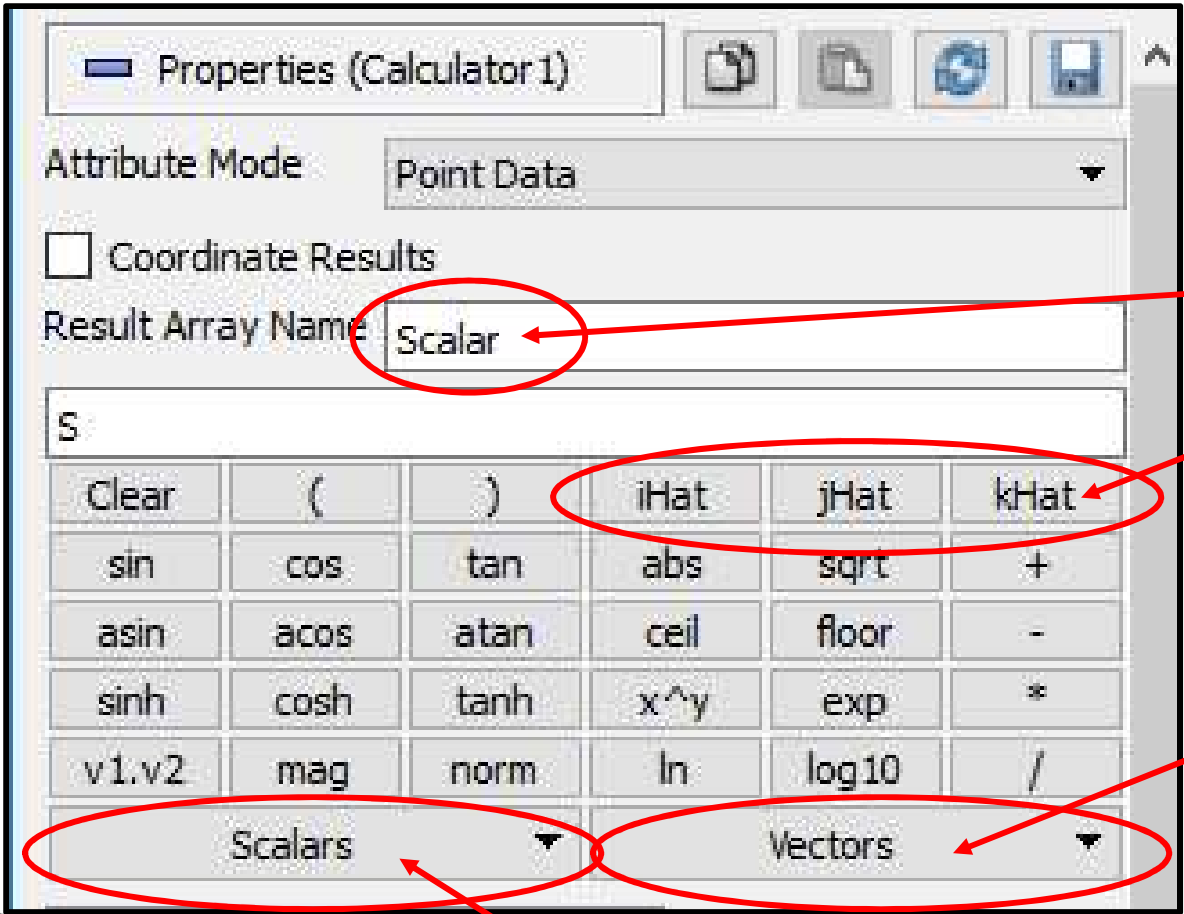 Properties (Calculator1)
Attribute Mode Point Data
Coordinate Results
Result Array Name Scalar
S
Clear ( ) iHat jHat kHat
sin cos tan abs sqrt +
asin acos atan ceil floor -
sinh cosh tanh x^y exp *
v1.v2 mag norm ln log10 /
Scalars Vectors